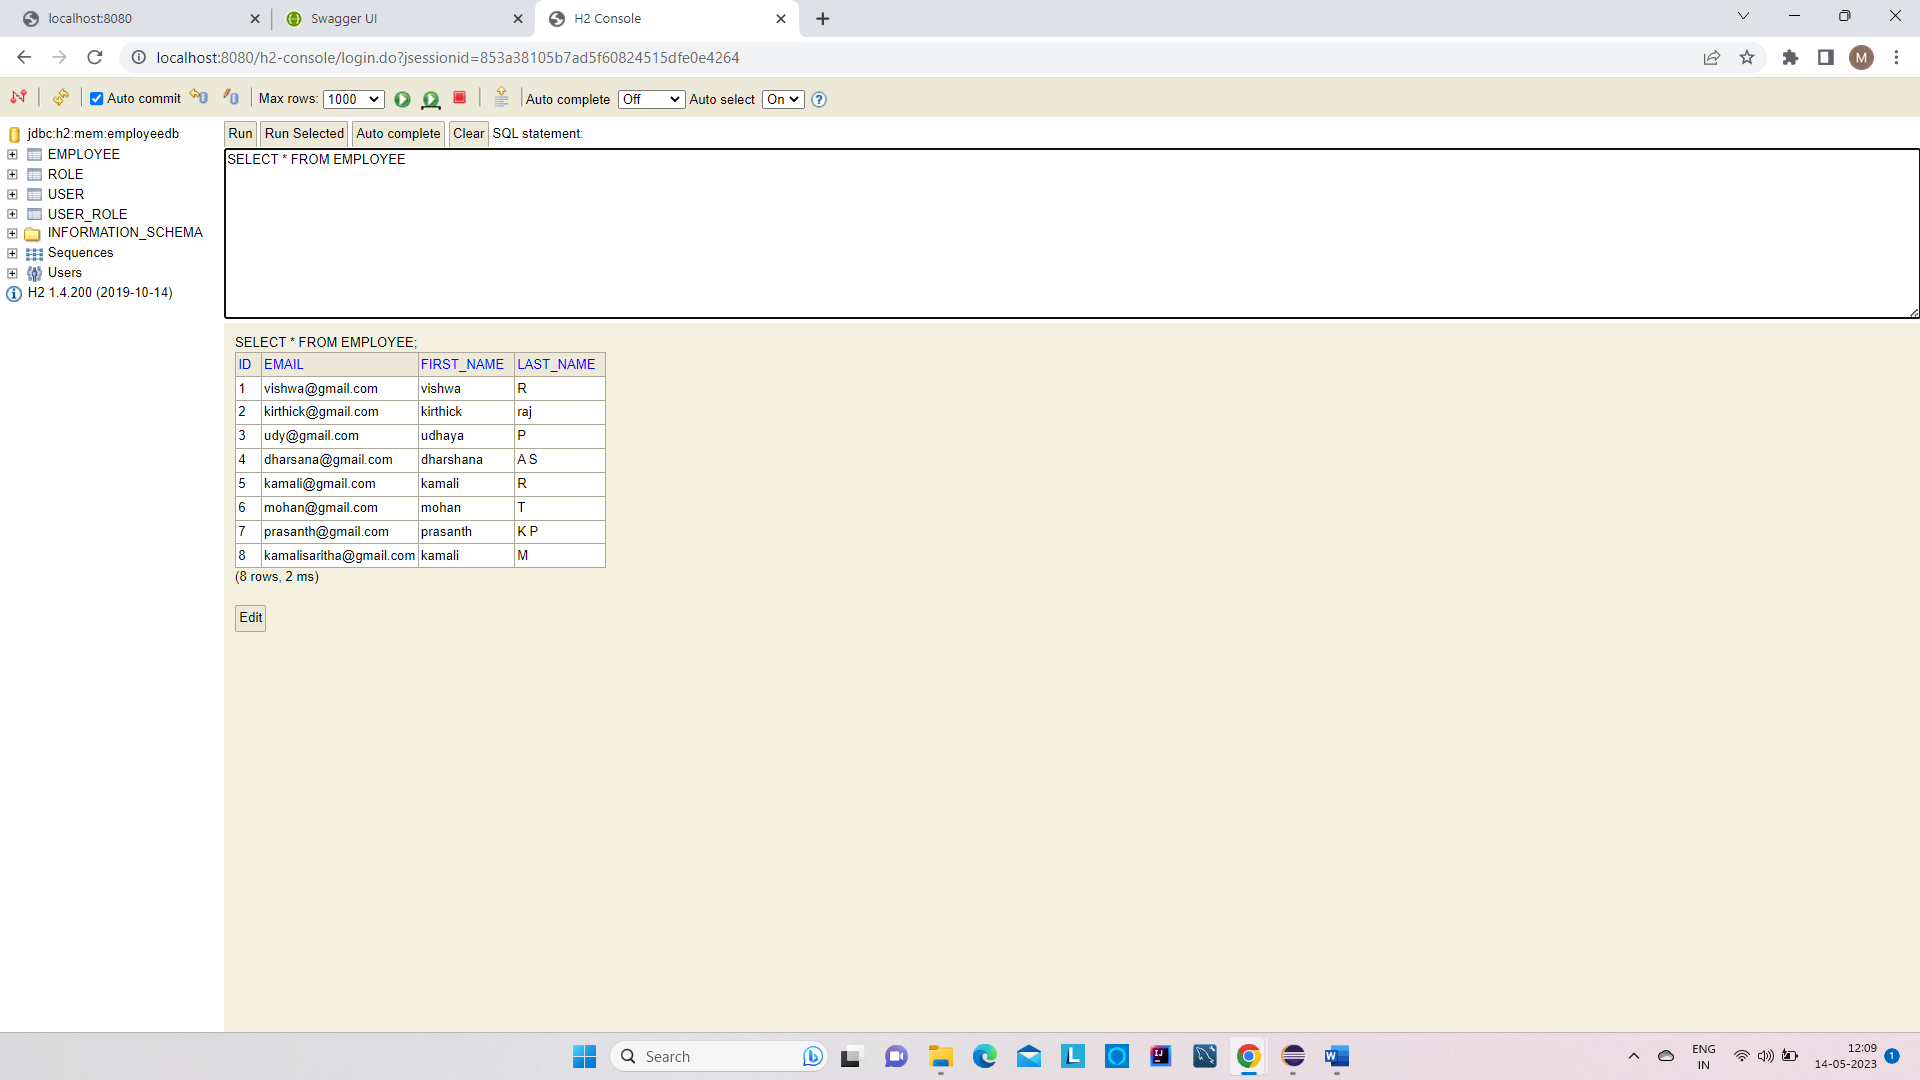 localhost:8080
Swagger UI
H2 Console
localhost:8080/h2-console/login.do?jsessionid=853a38105b7ad5f60824515dfe0e4264
M
Auto commit Max rows: 1000 Auto complete Off Auto select On ?
jdbc:h2:mem:employeedb
EMPLOYEE
ROLE
USER
USER_ROLE
INFORMATION_SCHEMA
Sequences
Users
H2 1.4.200 (2019-10-14)
Run Run Selected Auto complete Clear SQL statement:
SELECT * FROM EMPLOYEE
SELECT * FROM EMPLOYEE;
ID EMAIL FIRST_NAME LAST_NAME
1 vishwa@gmail.com vishwa R
2 kirthick@gmail.com kirthick raj
3 udy@gmail.com udhaya P
4 dharsana@gmail.com dharshana A S
5 kamali@gmail.com kamali R
6 mohan@gmail.com mohan T
7 prasanth@gmail.com prasanth K P
8 kamalisaritha@gmail.com kamali M
(8 rows, 2 ms)
Edit
Search
L
IJ
W
ENG
IN
12:09
14-05-2023
1